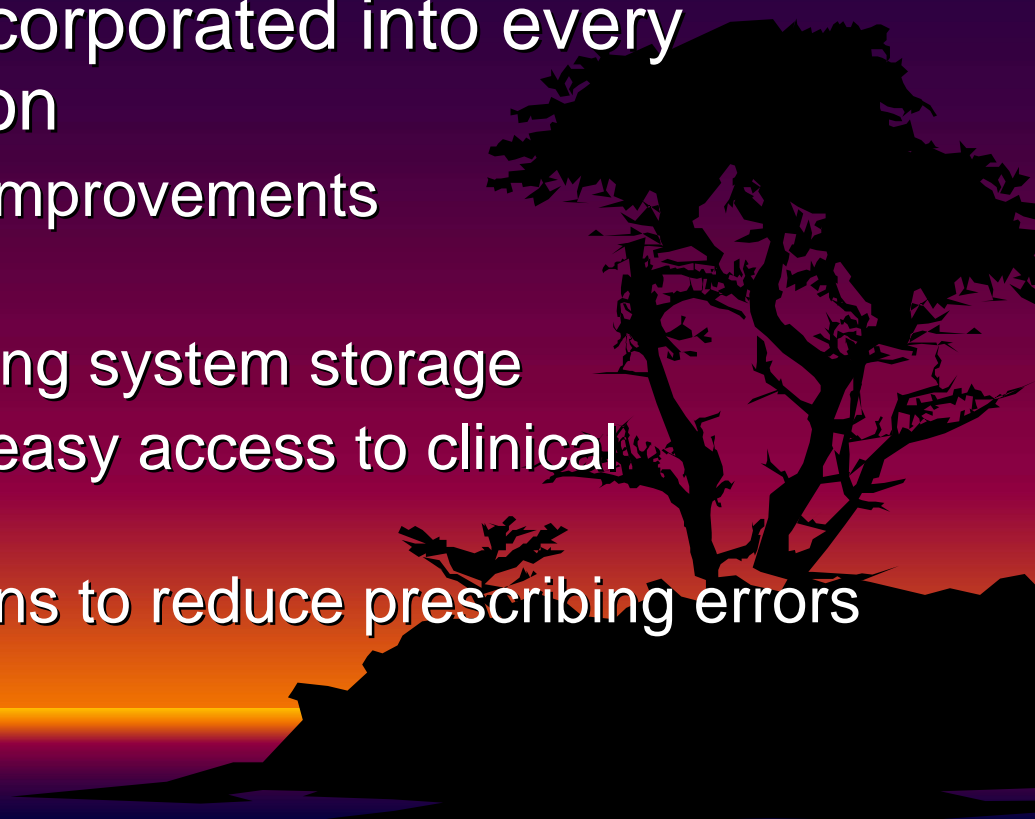 corporated into every
on
mprovements
ng system storage
easy access to clinical
ns to reduce prescribing errors